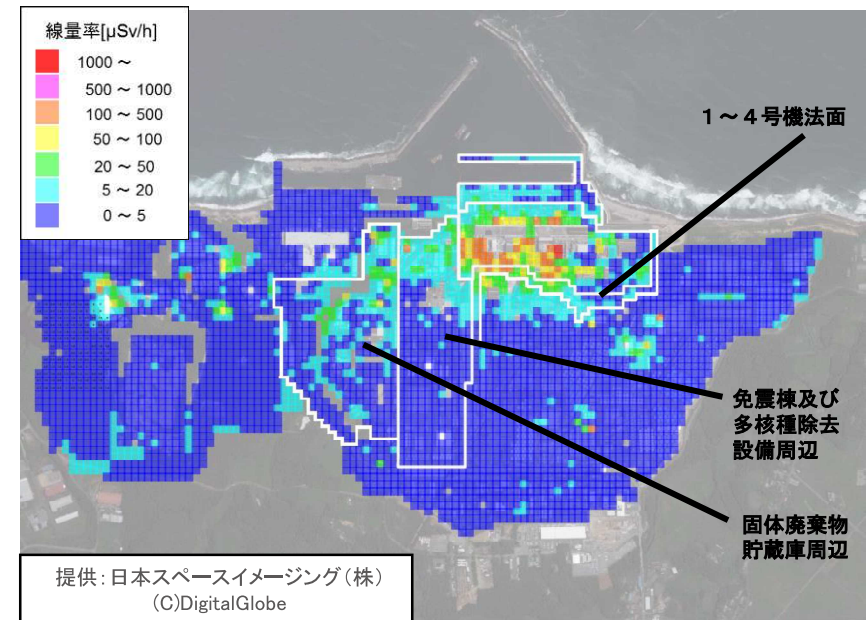 線量率[μSv/h]
1000 ～
500 ～ 1000
100 ～ 500
50 ～ 100
20 ～ 50
5 ～ 20
0 ～ 5
１～４号機法面
免震棟及び
多核種除去
設備周辺
固体廃棄物
貯蔵庫周辺
提供：日本スペースイメージング（株）
(C)DigitalGlobe